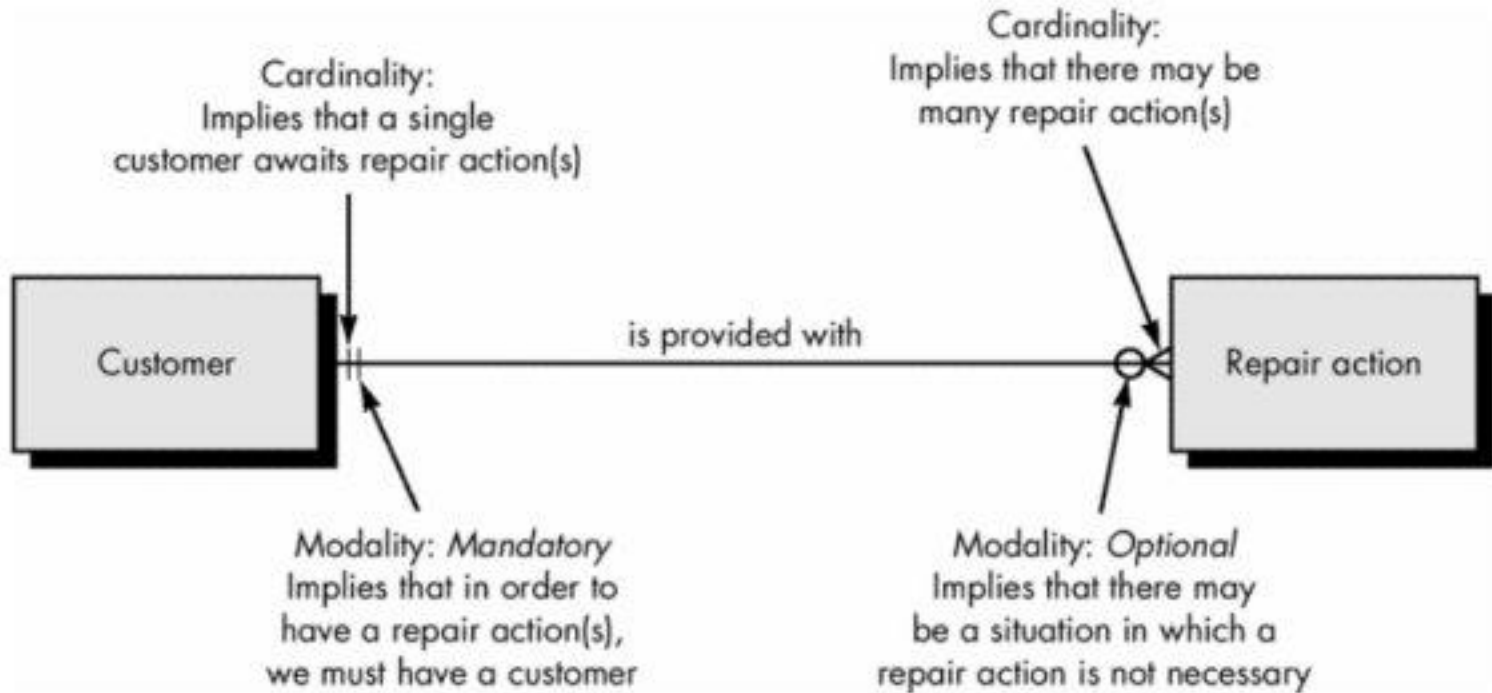 Cardinality:
Implies that a single
customer awaits repair action(s)
Cardinality:
Implies that there may be
many repair action(s)
Customer
is provided with
Repair action
Modality: Mandatory
Implies that in order to
have a repair action(s),
we must have a customer
Modality: Optional
Implies that there may
be a situation in which a
repair action is not necessary